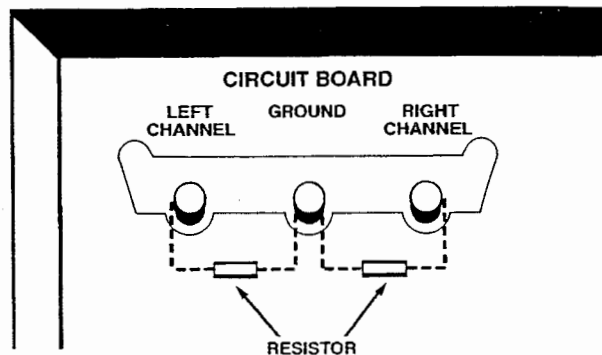 CIRCUIT BOARD
LEFT CHANNEL
GROUND
RIGHT CHANNEL
RESISTOR